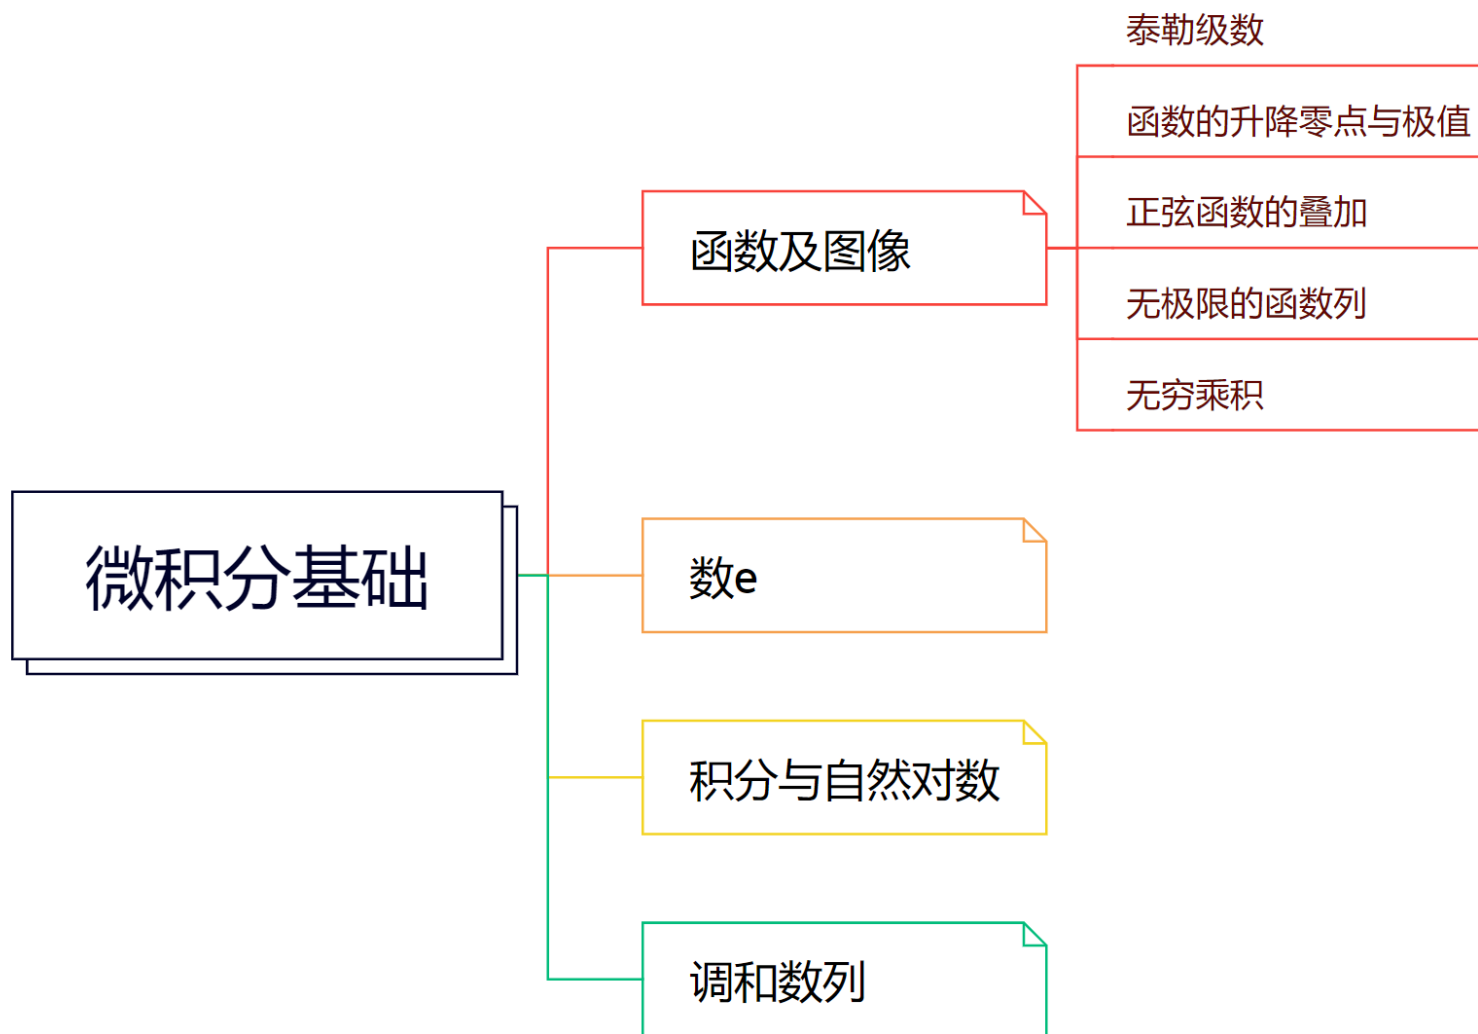 微积分基础
函数及图像
泰勒级数
函数的升降零点与极值
正弦函数的叠加
无极限的函数列
无穷乘积
数e
积分与自然对数
调和数列